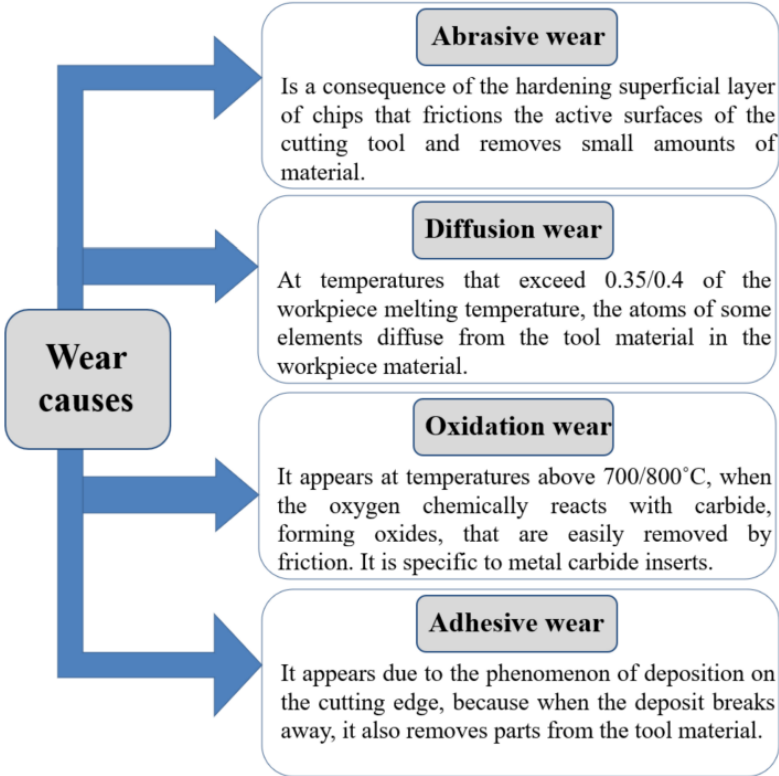 Wear
causes
Abrasive wear
Is a consequence of the hardening superficial layer
of chips that frictions the active surfaces of the
cutting tool and removes small amounts of
material.
Diffusion wear
At temperatures that exceed 0.35/0.4 of the
workpiece melting temperature, the atoms of some
elements diffuse from the tool material in the
workpiece material.
Oxidation wear
It appears at temperatures above 700/800˚C, when
the oxygen chemically reacts with carbide,
forming oxides, that are easily removed by
friction. It is specific to metal carbide inserts.
Adhesive wear
It appears due to the phenomenon of deposition on
the cutting edge, because when the deposit breaks
away, it also removes parts from the tool material.